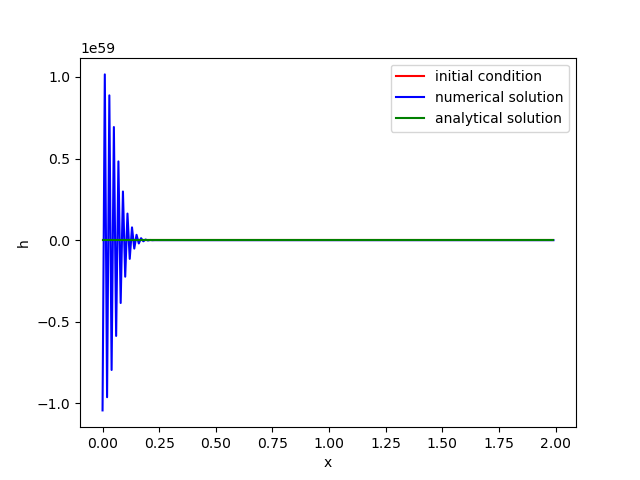 1e59
initial condition
numerical solution
analytical solution
1.0
0.5
0.0
−0.5
−1.0
h
0.00 0.25 0.50 0.75 1.00 1.25 1.50 1.75 2.00
x